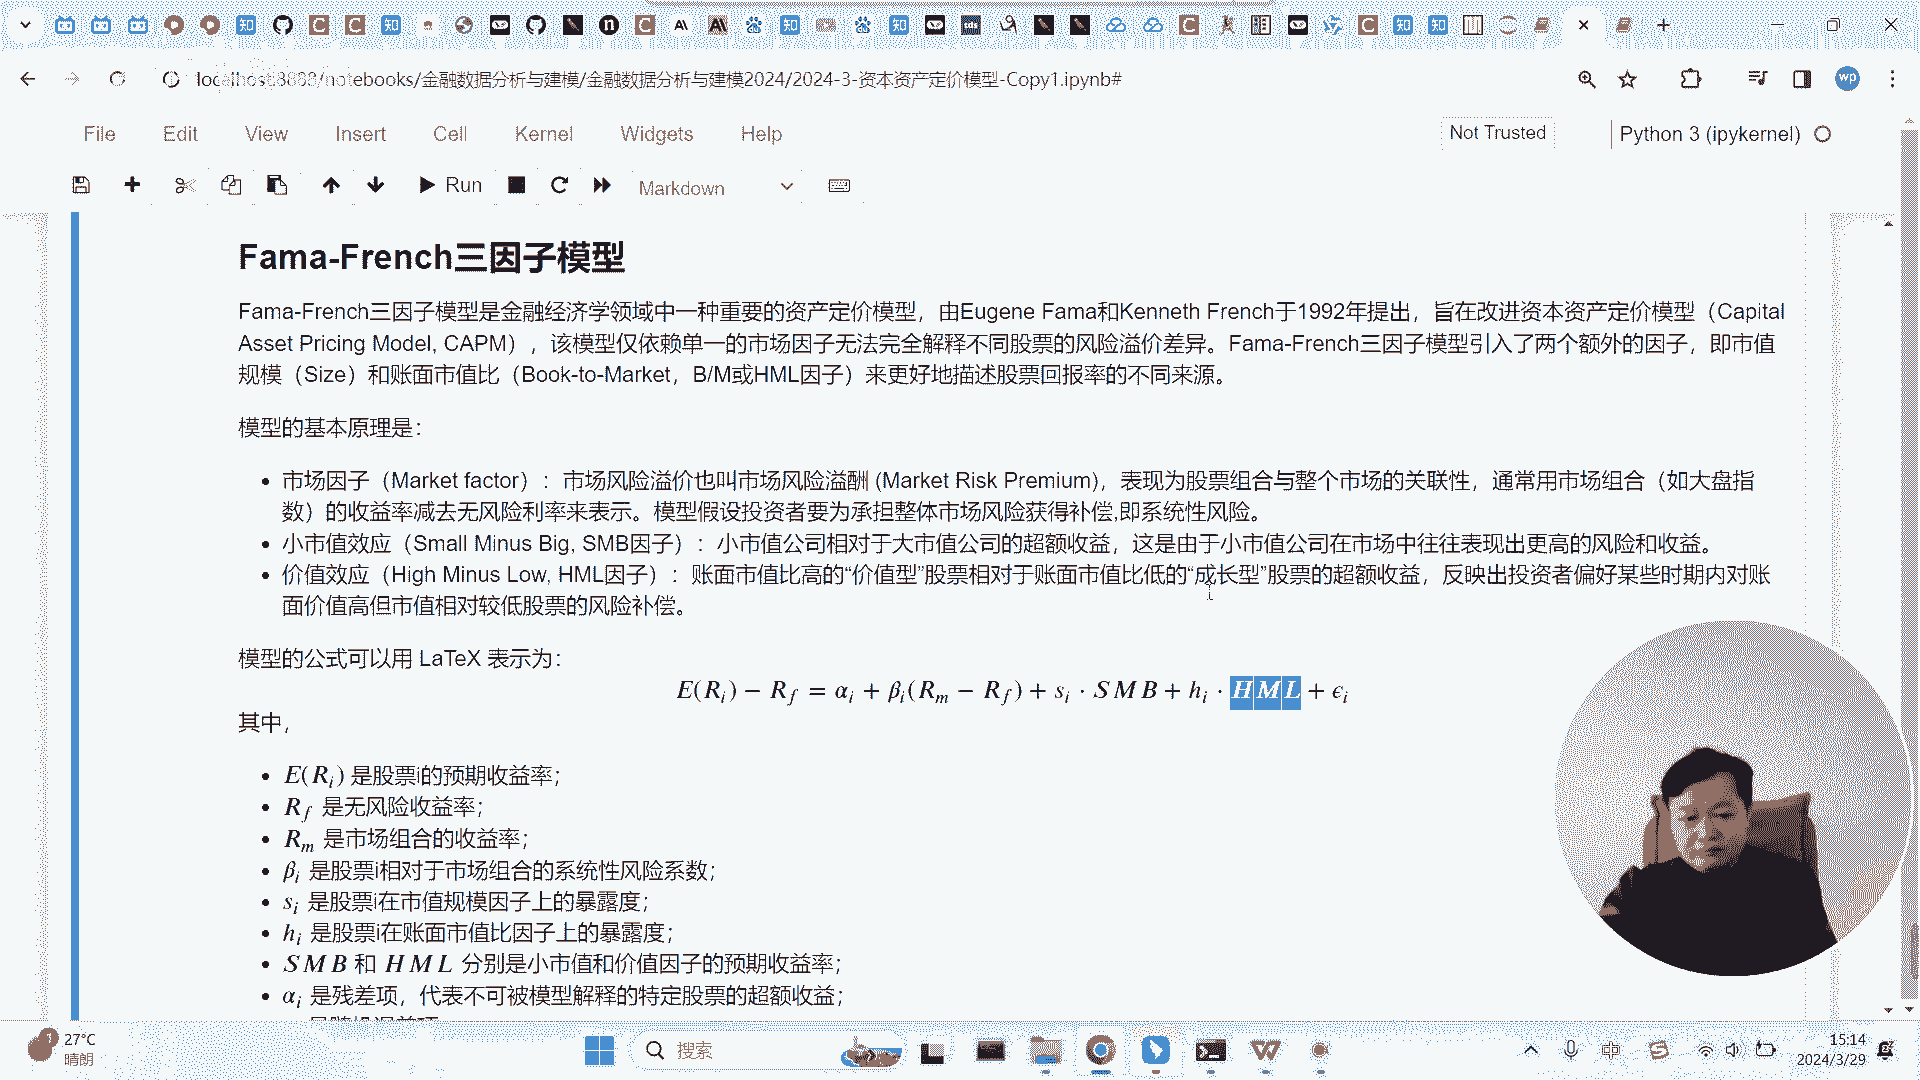 localhost:8888/notebooks/金融数据分析与建模/金融数据分析与建模2024/2024-3-资本资产定价模型-Copy1.ipynb#
wp
File Edit View Insert Cell Kernel Widgets Help
Not Trusted
Python 3 (ipykernel)
Run
Markdown
Fama-French三因子模型
Fama-French三因子模型是金融经济学领域中一种重要的资产定价模型，由Eugene Fama和Kenneth French于1992年提出，旨在改进资本资产定价模型（Capital
Asset Pricing Model, CAPM），该模型仅依赖单一的市场因子无法完全解释不同股票的风险溢价差异。Fama-French三因子模型引入了两个额外的因子，即市值
规模（Size）和账面市值比（Book-to-Market，B/M或HML因子）来更好地描述股票回报率的不同来源。
模型的基本原理是：
• 市场因子（Market factor）：市场风险溢价也叫市场风险溢酬 (Market Risk Premium)，表现为股票组合与整个市场的关联性，通常用市场组合（如大盘指
数）的收益率减去无风险利率来表示。模型假设投资者要为承担整体市场风险获得补偿,即系统性风险。
• 小市值效应（Small Minus Big, SMB因子）：小市值公司相对于大市值公司的超额收益，这是由于小市值公司在市场中往往表现出更高的风险和收益。
• 价值效应（High Minus Low, HML因子）：账面市值比高的“价值型”股票相对于账面市值比低的“成长型”股票的超额收益，反映出投资者偏好某些时期内对账
面价值高但市值相对较低股票的风险补偿。
模型的公式可以用 LaTeX 表示为：
E(R_i) − R_f = α_i + β_i(R_m − R_f) + s_i · SMB + h_i · HML + ϵ_i
其中，
• E(R_i) 是股票i的预期收益率；
• R_f 是无风险收益率；
• R_m 是市场组合的收益率；
• β_i 是股票i相对于市场组合的系统性风险系数；
• s_i 是股票i在市值规模因子上的暴露度；
• h_i 是股票i在账面市值比因子上的暴露度；
• SMB 和 HML 分别是小市值和价值因子的预期收益率；
• α_i 是残差项，代表不可被模型解释的特定股票的超额收益；
27°C
晴朗
搜索
中
15:14
2024/3/29